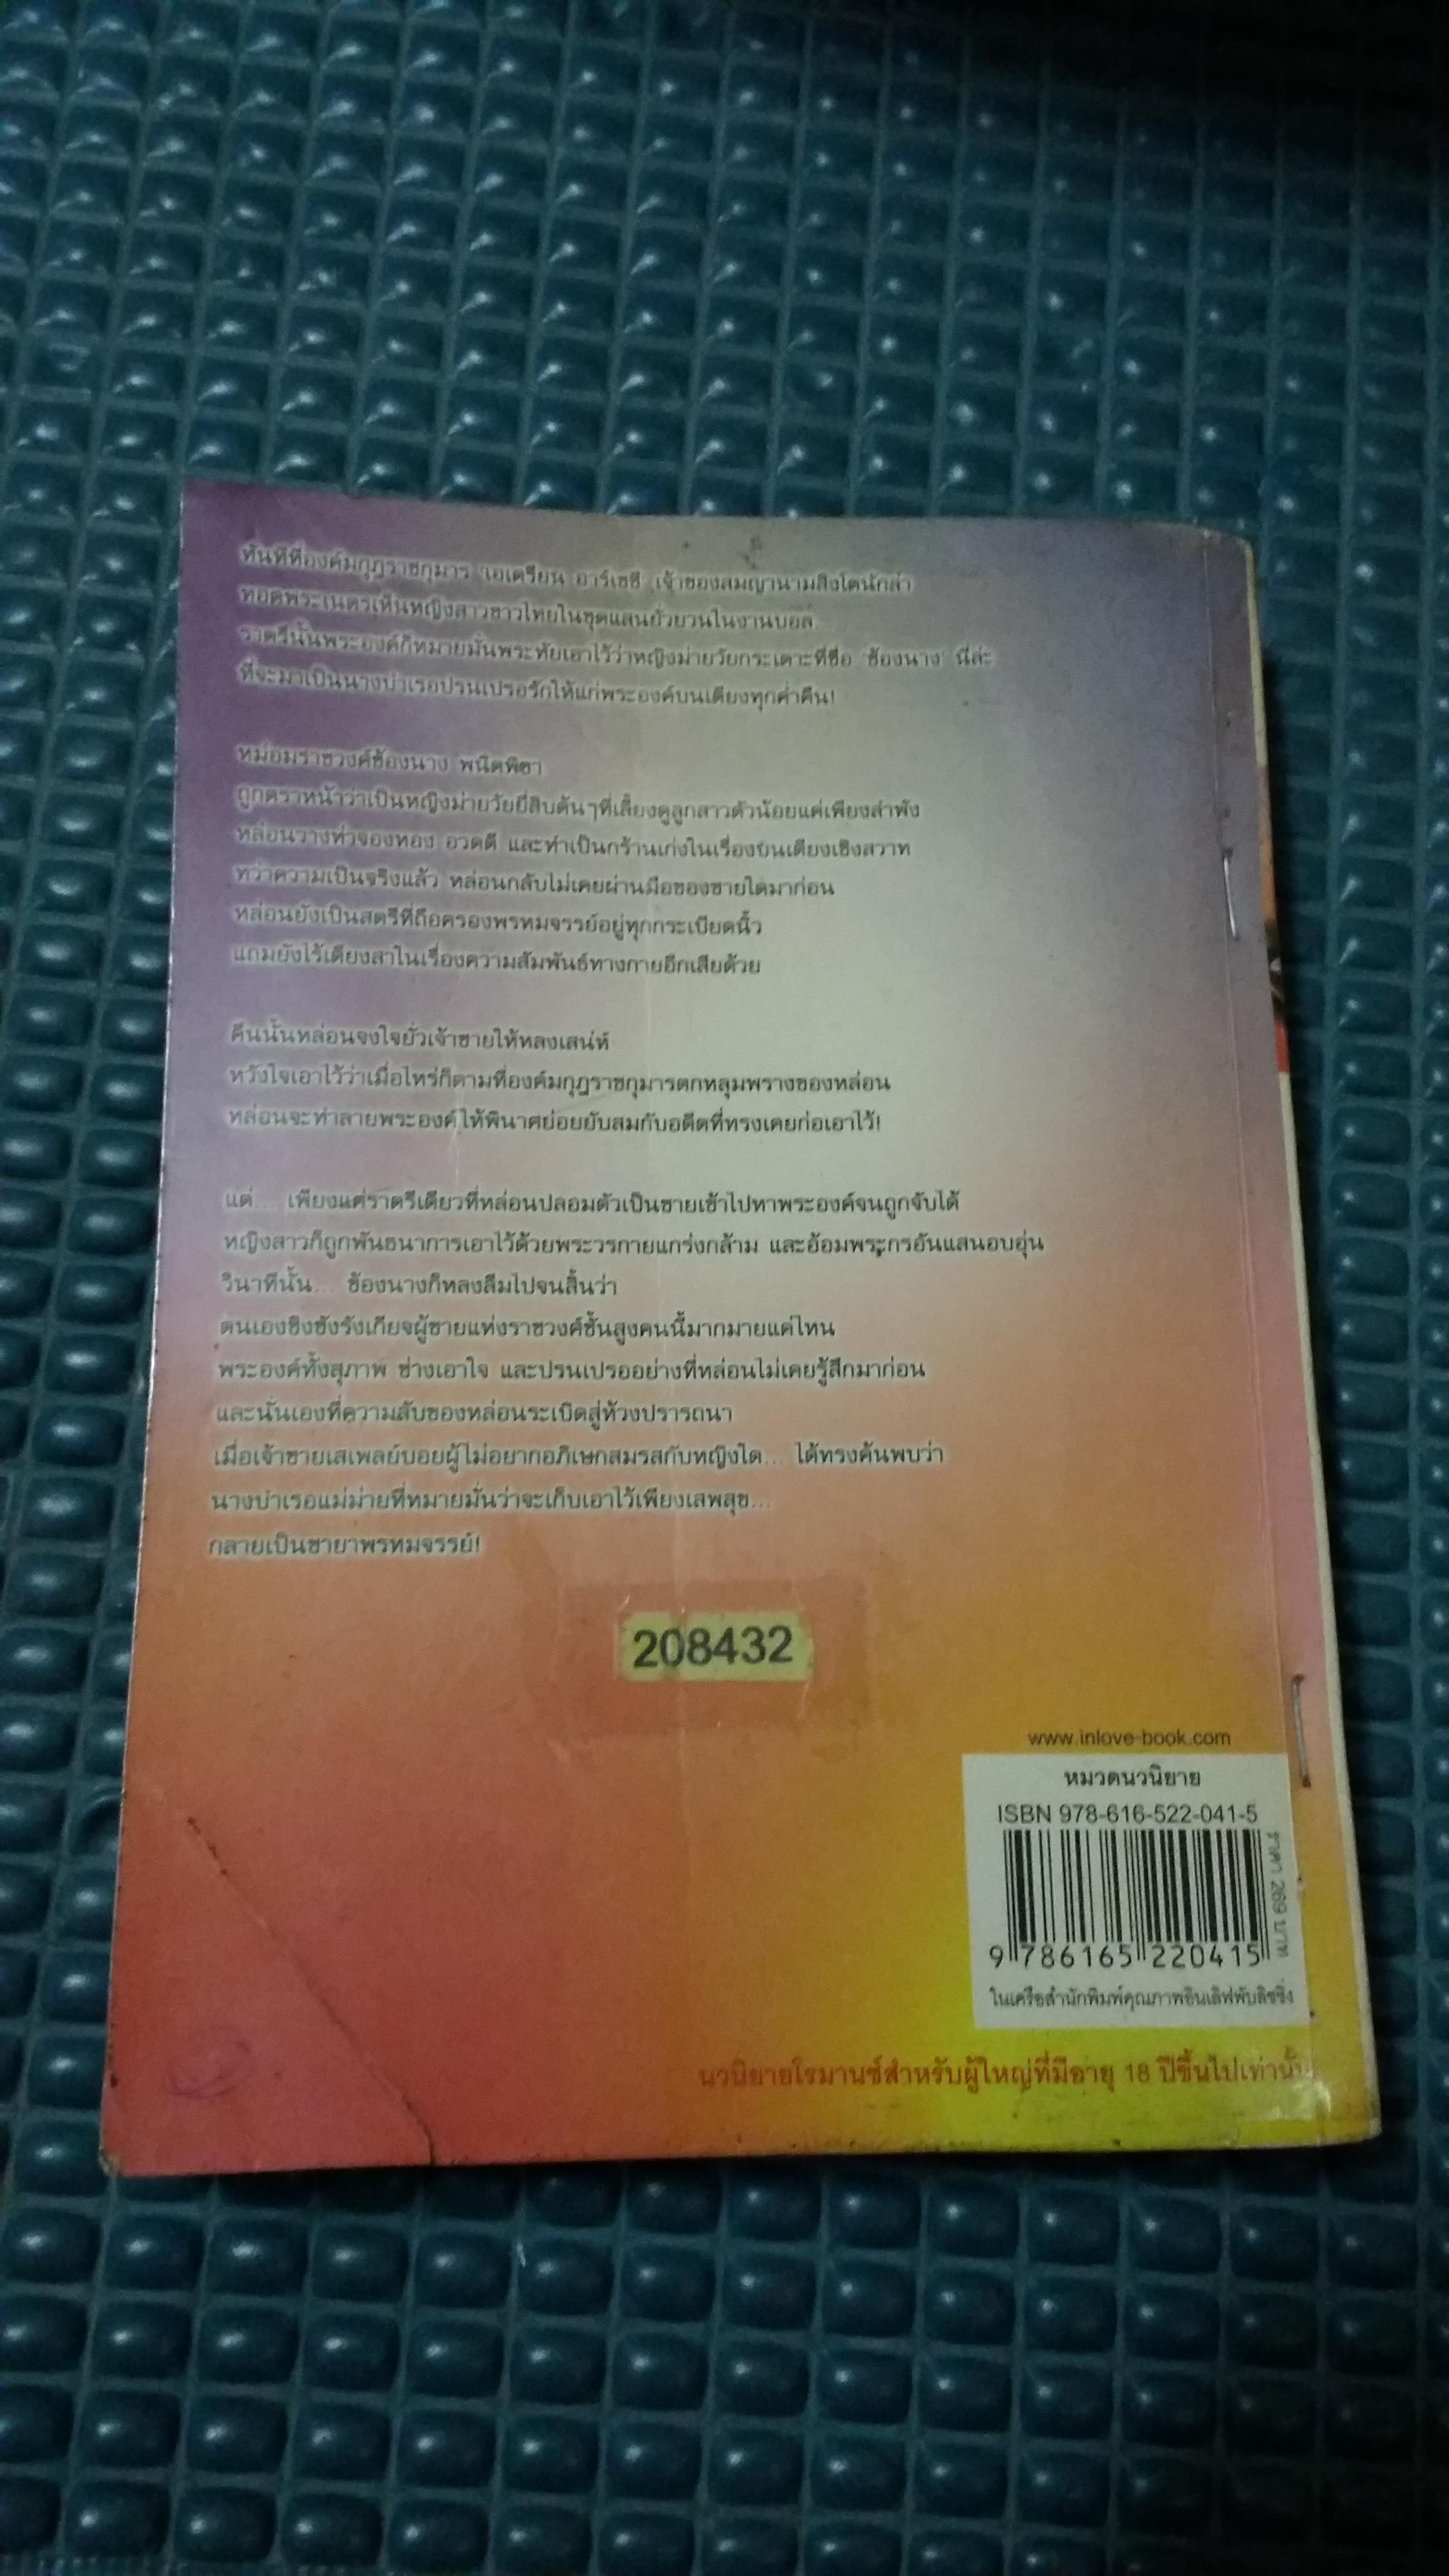 ทันทีที่องค์มกุฎราชกุมาร 'เอเดรียน อาร์เชธี' เจ้าของสมญานามสิงโตนักล่า
ทอดพระเนตรเห็นหญิงสาวชาวไทยในชุดแสนยั่วยวนในงานบอล
ราตรีนั้นพระองค์ก็หมายมั่นพระทัยเอาไว้ว่าหญิงม่ายวัยกระเตาะที่ชื่อ 'ช้องนาง' นี่ล่ะ
ที่จะมาเป็นนางบำเรอปรนเปรอรักให้แก่พระองค์บนเตียงทุกค่ำคืน!
หม่อมราชวงศ์ช้องนาง พนิตพิชา
ถูกตราหน้าว่าเป็นหญิงม่ายวัยยี่สิบต้นๆที่เลี้ยงดูลูกสาวตัวน้อยแต่เพียงลำพัง
หล่อนวางท่าจองหอง อวดดี และทำเป็นกร้านเก่งในเรื่องบนเตียงเชิงสวาท
ทว่าความเป็นจริงแล้ว หล่อนกลับไม่เคยผ่านมือของชายใดมาก่อน
หล่อนยังเป็นสตรีที่ถือครองพรหมจรรย์อยู่ทุกกระเบียดนิ้ว
แถมยังไร้เดียงสาในเรื่องความสัมพันธ์ทางกายอีกเสียด้วย
คืนนั้นหล่อนจงใจยั่วเจ้าชายให้หลงเสน่ห์
หวังใจเอาไว้ว่าเมื่อไหร่ก็ตามที่องค์มกุฎราชกุมารตกหลุมพรางของหล่อน
หล่อนจะทำลายพระองค์ให้พินาศย่อยยับสมกับอดีตที่ทรงเคยก่อเอาไว้!
แต่... เพียงแค่ราตรีเดียวที่หล่อนปลอมตัวเป็นชายเข้าไปหาพระองค์จนถูกจับได้
หญิงสาวก็ถูกพันธนาการเอาไว้ด้วยพระวรกายแกร่งกล้าม และอ้อมพระกรอันแสนอบอุ่น
วินาทีนั้น... ช้องนางก็หลงลืมไปจนสิ้นว่า
ตนเองชิงชังรังเกียจผู้ชายแห่งราชวงศ์ชั้นสูงคนนี้มากมายแค่ไหน
พระองค์ทั้งสุภาพ ช่างเอาใจ และปรนเปรออย่างที่หล่อนไม่เคยรู้สึกมาก่อน
และนั่นเองที่ความลับของหล่อนระเบิดสู่ห้วงปรารถนา
เมื่อเจ้าชายเสเพลย์บอยผู้ไม่อยากอภิเษกสมรสกับหญิงใด... ได้ทรงค้นพบว่า
นางบำเรอแม่ม่ายที่หมายมั่นว่าจะเก็บเอาไว้เพียงเสพสุข...
กลายเป็นชายาพรหมจรรย์!
208432
www.inlove-book.com
หมวดนวนิยาย
ISBN 978-616-522-041-5
ราคา 269 บาท
9 786165 220415
ในเครือสำนักพิมพ์คุณภาพอินเลิฟพับลิชชิ่ง
นวนิยายโรมานซ์สำหรับผู้ใหญ่ที่มีอายุ 18 ปีขึ้นไปเท่านั้น